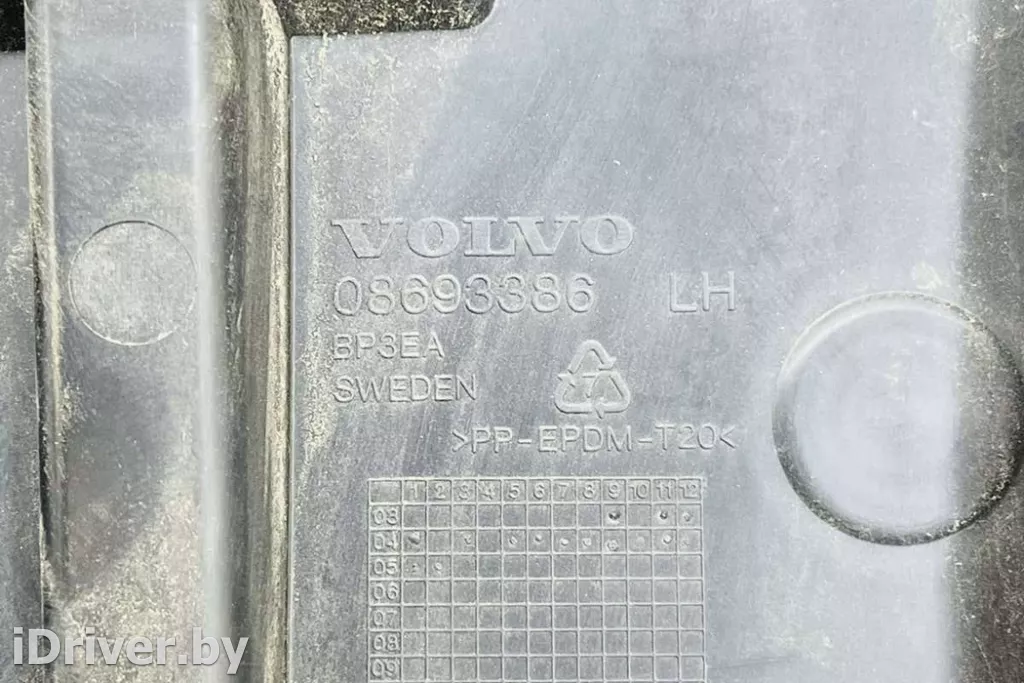 VOLVO
08693386 LH
BP3EA
SWEDEN
>PP-EPDM-T20<
1 2 3 4 5 6 7 8 9 10 11 12
03
04
05
06
07
08
09
iDriver.by